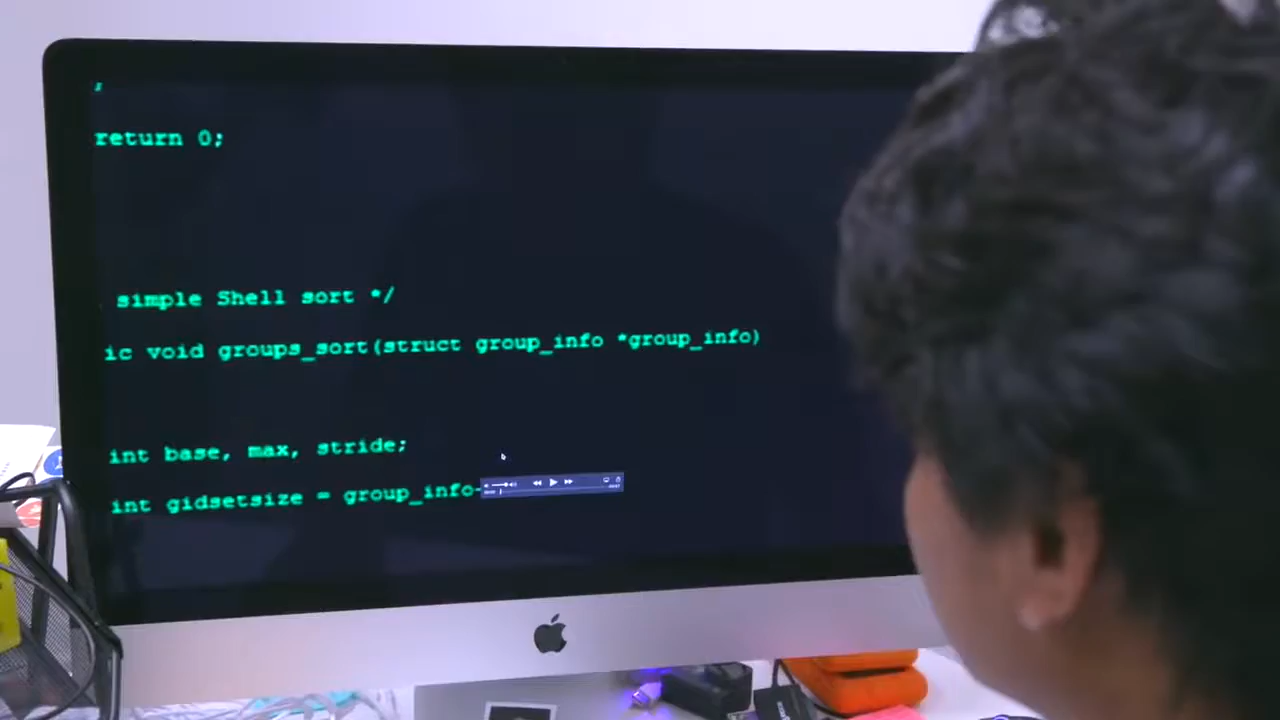 ;
return 0;
simple Shell sort */
ic void groups_sort(struct group_info *group_info)
int base, max, stride;
int gidsetsize = group_info-